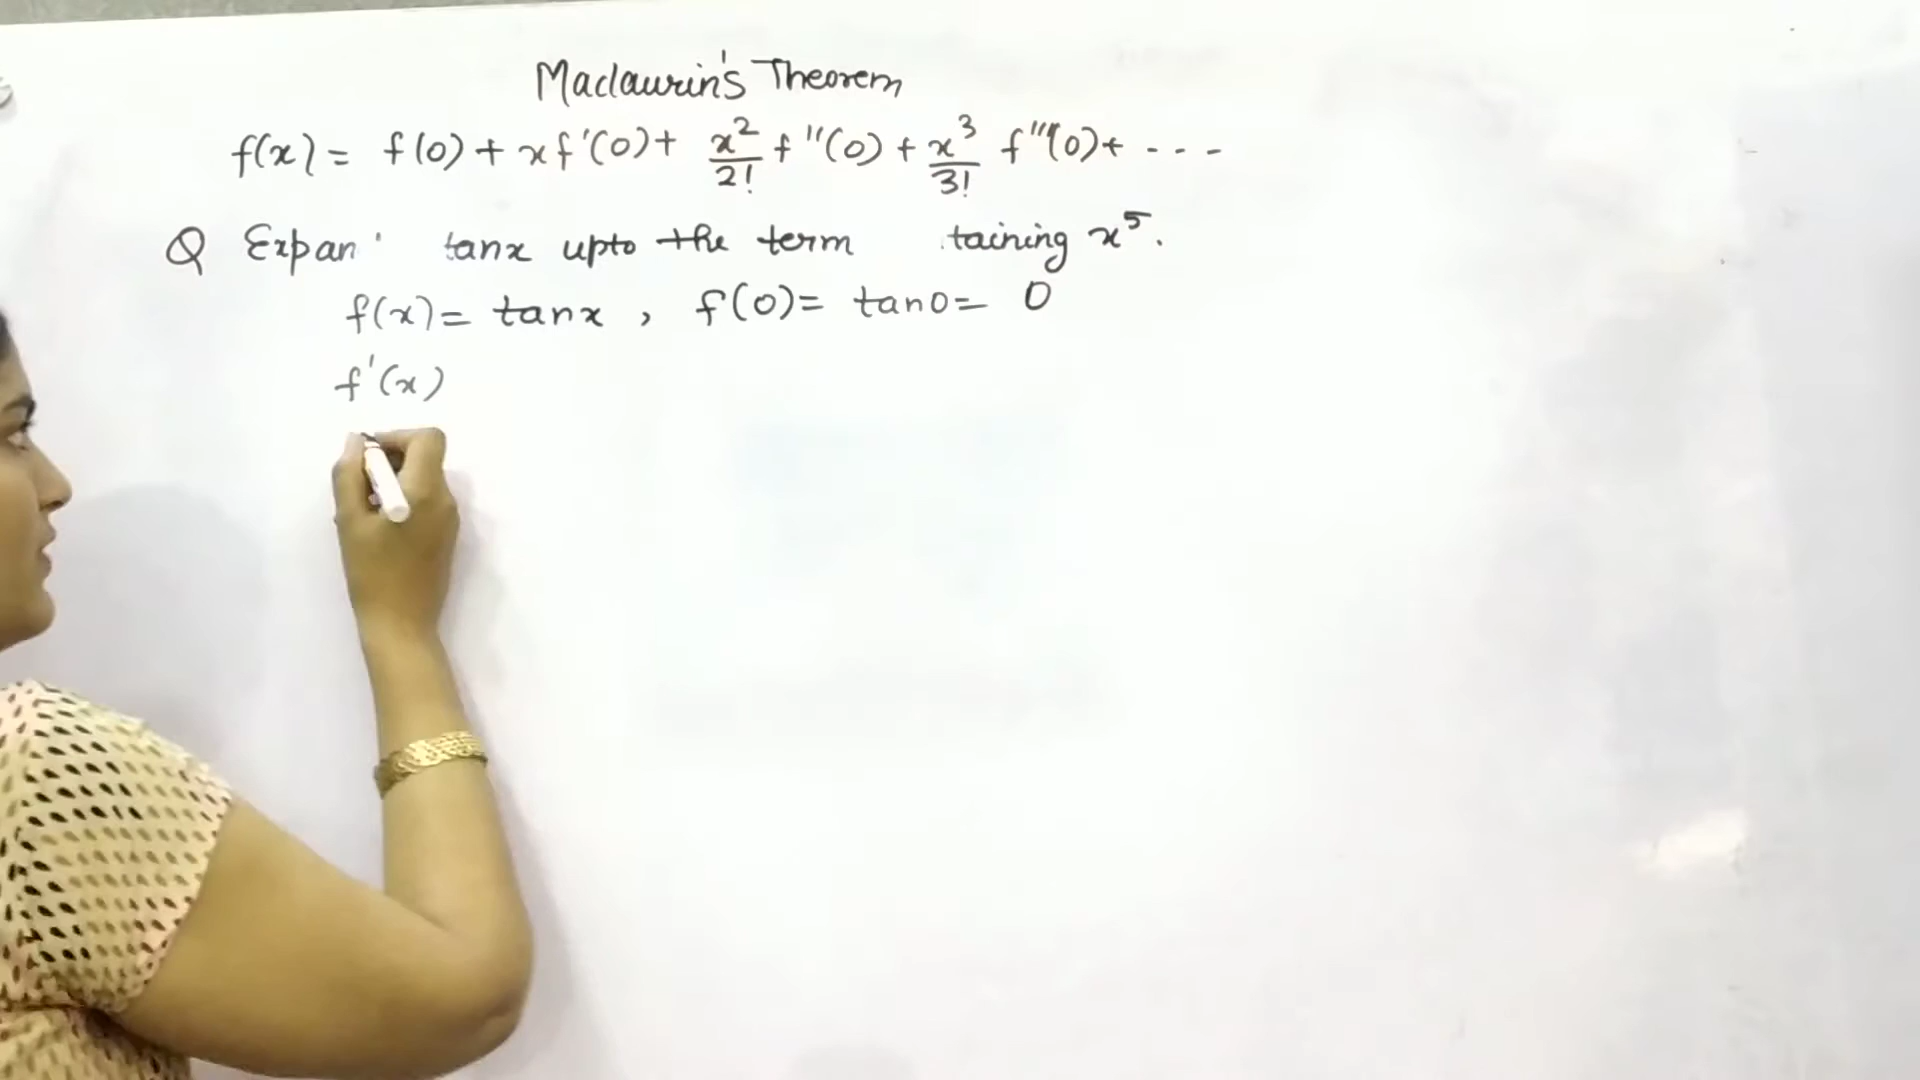 Maclaurin's Theorem
f(x) = f(0) + x f'(0) + x²/2! f''(0) + x³/3! f'''(0) + - - -
Q Expan tanx upto the term taining x⁵.
f(x) = tanx , f(0) = tan0 = 0
f'(x)